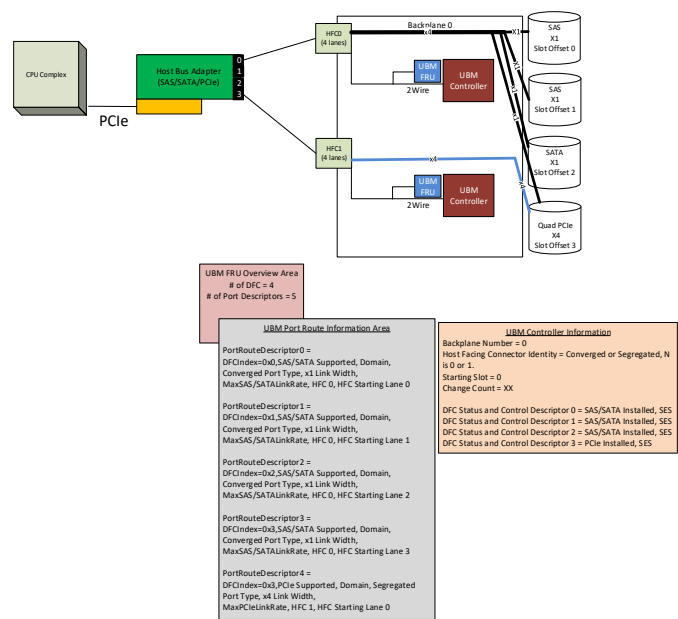 CPU Complex
PCIe
Host Bus Adapter
(SAS/SATA/PCIe)
0
1
2
3
HFC0
(4 lanes)
Backplane 0
x4
X1
X1
x1
x1
UBM
FRU
2Wire
UBM
Controller
HFC1
(4 lanes)
x4
x4
UBM
FRU
2Wire
UBM
Controller
SAS
X1
Slot Offset 0
SAS
X1
Slot Offset 1
SATA
X1
Slot Offset 2
Quad PCIe
X4
Slot Offset 3
UBM FRU Overview Area
# of DFC = 4
# of Port Descriptors = 5
UBM Port Route Information Area
PortRouteDescriptor0 =
DFCIndex=0x0,SAS/SATA Supported, Domain,
Converged Port Type, x1 Link Width,
MaxSAS/SATALinkRate, HFC 0, HFC Starting Lane 0
PortRouteDescriptor1 =
DFCIndex=0x1,SAS/SATA Supported, Domain,
Converged Port Type, x1 Link Width,
MaxSAS/SATALinkRate, HFC 0, HFC Starting Lane 1
PortRouteDescriptor2 =
DFCIndex=0x2,SAS/SATA Supported, Domain,
Converged Port Type, x1 Link Width,
MaxSAS/SATALinkRate, HFC 0, HFC Starting Lane 2
PortRouteDescriptor3 =
DFCIndex=0x3,SAS/SATA Supported, Domain,
Converged Port Type, x1 Link Width,
MaxSAS/SATALinkRate, HFC 0, HFC Starting Lane 3
PortRouteDescriptor4 =
DFCIndex=0x3,PCIe Supported, Domain, Segregated
Port Type, x4 Link Width,
MaxPCIeLinkRate, HFC 1, HFC Starting Lane 0
UBM Controller Information
Backplane Number = 0
Host Facing Connector Identity = Converged or Segregated, N
is 0 or 1.
Starting Slot = 0
Change Count = XX
DFC Status and Control Descriptor 0 = SAS/SATA Installed, SES
DFC Status and Control Descriptor 1 = SAS/SATA Installed, SES
DFC Status and Control Descriptor 2 = SAS/SATA Installed, SES
DFC Status and Control Descriptor 3 = PCIe Installed, SES